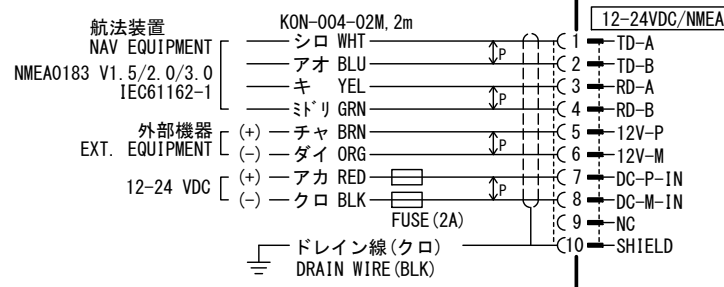 航法装置
NAV EQUIPMENT
NMEA0183 V1.5/2.0/3.0
IEC61162-1
外部機器
EXT. EQUIPMENT
12-24 VDC
KON-004-02M, 2m
シロ WHT
アオ BLU
キ YEL
ミドリ GRN
(+) チャ BRN
(-) ダイ ORG
(+) アカ RED
(-) クロ BLK
FUSE(2A)
ドレイン線(クロ)
DRAIN WIRE(BLK)
P
P
P
P
12-24VDC/NMEA
1 TD-A
2 TD-B
3 RD-A
4 RD-B
5 12V-P
6 12V-M
7 DC-P-IN
8 DC-M-IN
9 NC
10 SHIELD